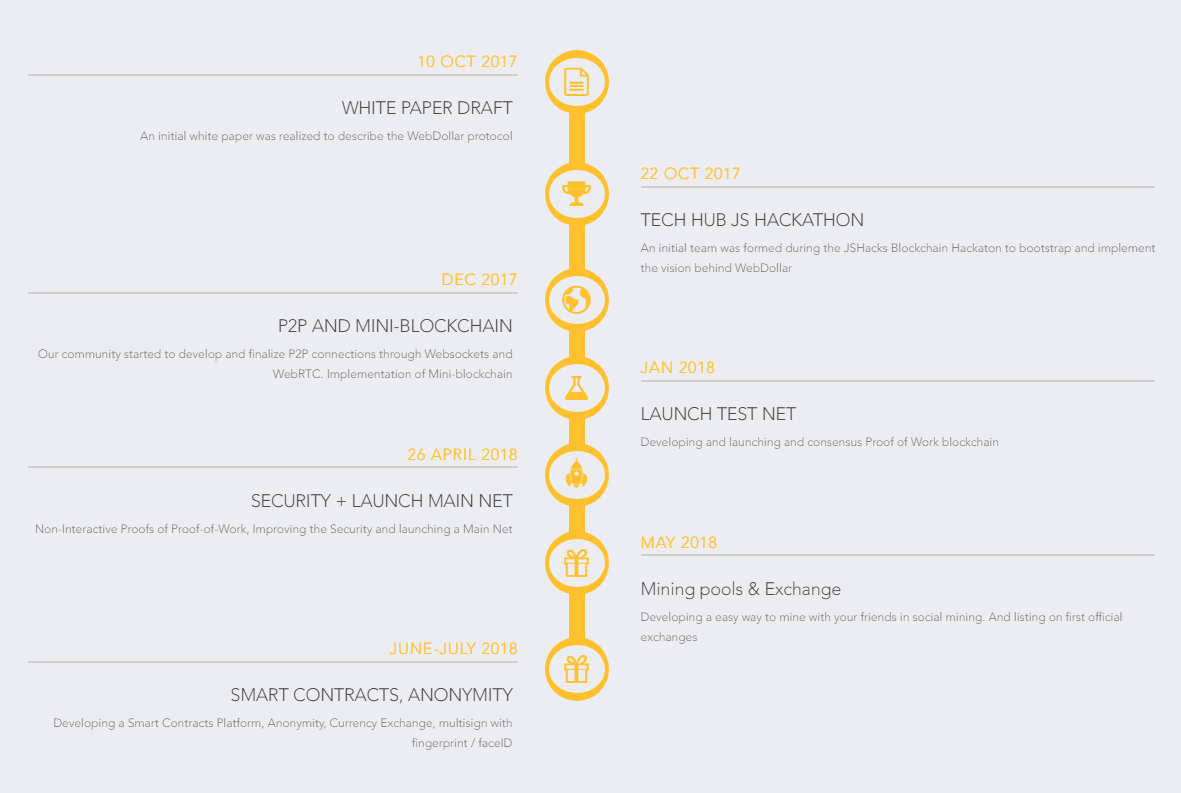 10 OCT 2017
WHITE PAPER DRAFT
An initial white paper was realized to describe the WebDollar protocol
22 OCT 2017
TECH HUB JS HACKATHON
An initial team was formed during the JSHacks Blockchain Hackaton to bootstrap and implement
the vision behind WebDollar
DEC 2017
P2P AND MINI-BLOCKCHAIN
Our community started to develop and finalize P2P connections through Websockets and
WebRTC. Implementation of Mini-blockchain
JAN 2018
LAUNCH TEST NET
Developing and launching and consensus Proof of Work blockchain
26 APRIL 2018
SECURITY + LAUNCH MAIN NET
Non-Interactive Proofs of Proof-of-Work, Improving the Security and launching a Main Net
MAY 2018
Mining pools & Exchange
Developing a easy way to mine with your friends in social mining. And listing on first official
exchanges
JUNE-JULY 2018
SMART CONTRACTS, ANONYMITY
Developing a Smart Contracts Platform, Anonymity, Currency Exchange, multisign with
fingerprint / faceID